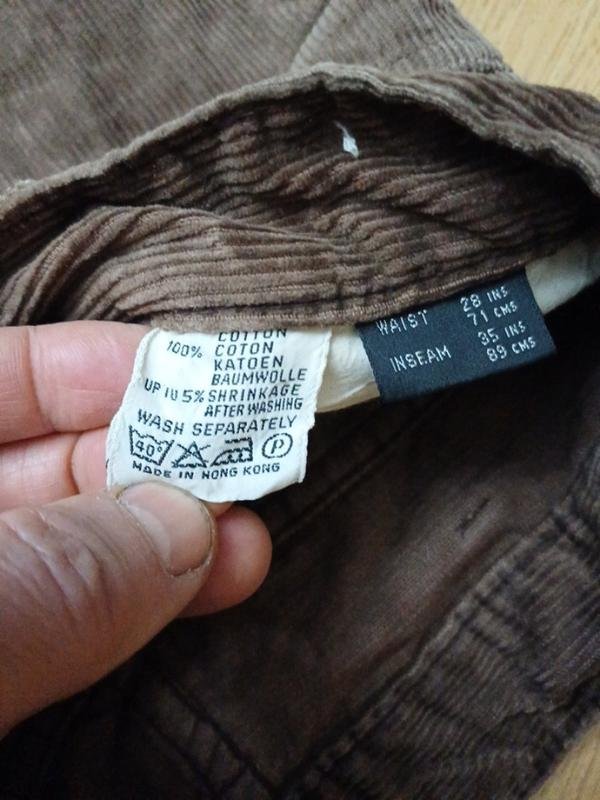 COTTON
100% COTON
KATOEN
BAUMWOLLE
UP TO 5% SHRINKAGE
AFTER WASHING
WASH SEPARATELY
40° P
MADE IN HONG KONG
WAIST 28 INS
71 CMS
INSEAM 35 INS
89 CMS